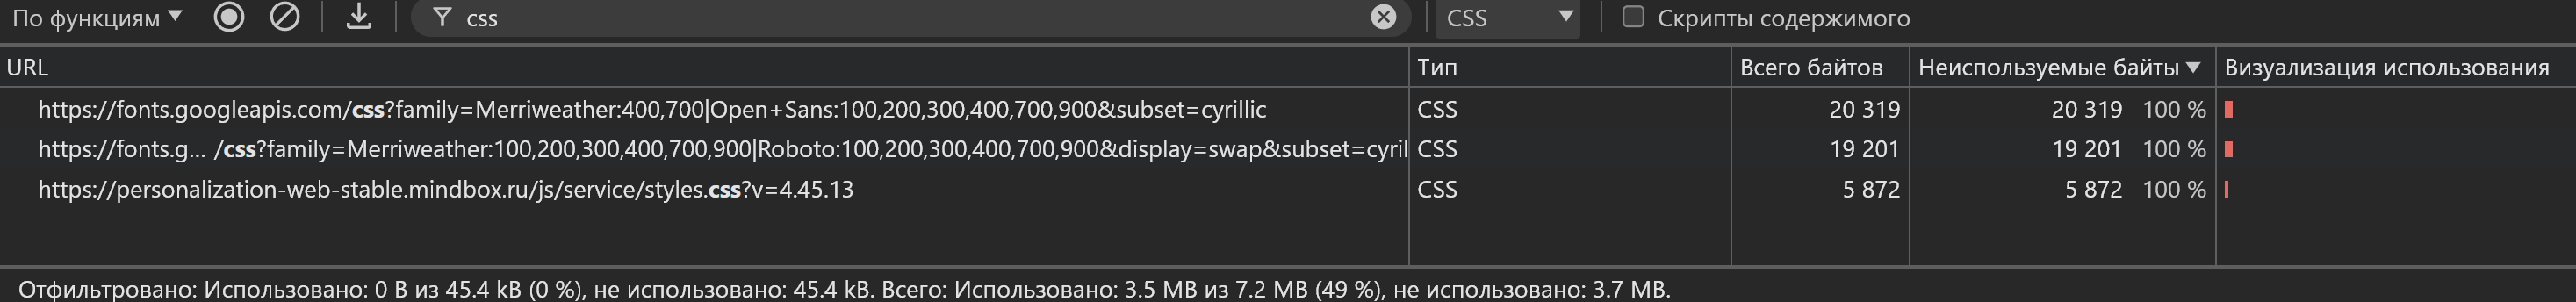 По функциям css CSS Скрипты содержимого
URL Тип Всего байтов Неиспользуемые байты Визуализация использования
https://fonts.googleapis.com/css?family=Merriweather:400,700|Open+Sans:100,200,300,400,700,900&subset=cyrillic CSS 20 319 20 319 100 %
https://fonts.g... /css?family=Merriweather:100,200,300,400,700,900|Roboto:100,200,300,400,700,900&display=swap&subset=cyril CSS 19 201 19 201 100 %
https://personalization-web-stable.mindbox.ru/js/service/styles.css?v=4.45.13 CSS 5 872 5 872 100 %
Отфильтровано: Использовано: 0 B из 45.4 kB (0 %), не использовано: 45.4 kB. Всего: Использовано: 3.5 MB из 7.2 MB (49 %), не использовано: 3.7 MB.